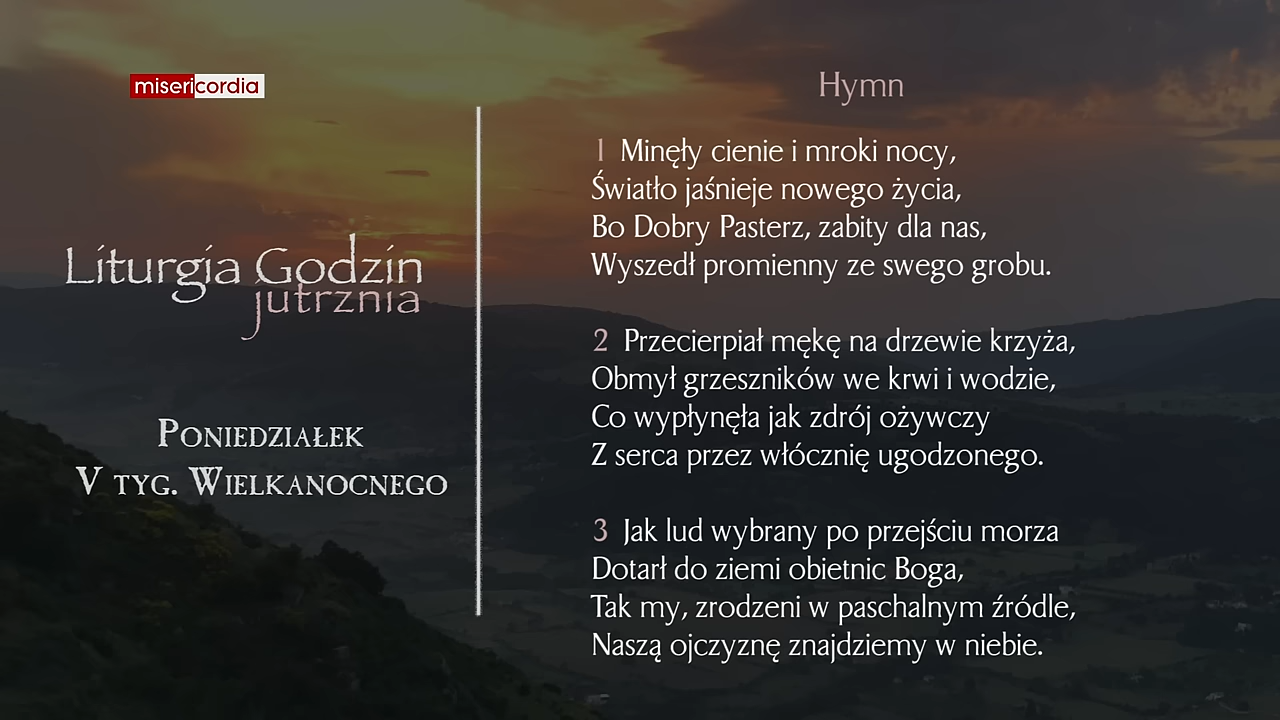 misericordia
Liturgia Godzin
jutrznia
Poniedziałek
V tyg. Wielkanocnego
Hymn
1 Minęły cienie i mroki nocy,
Światło jaśnieje nowego życia,
Bo Dobry Pasterz, zabity dla nas,
Wyszedł promienny ze swego grobu.
2 Przecierpiał mękę na drzewie krzyża,
Obmył grzeszników we krwi i wodzie,
Co wypłynęła jak zdrój ożywczy
Z serca przez włócznię ugodzonego.
3 Jak lud wybrany po przejściu morza
Dotarł do ziemi obietnic Boga,
Tak my, zrodzeni w paschalnym źródle,
Naszą ojczyznę znajdziemy w niebie.